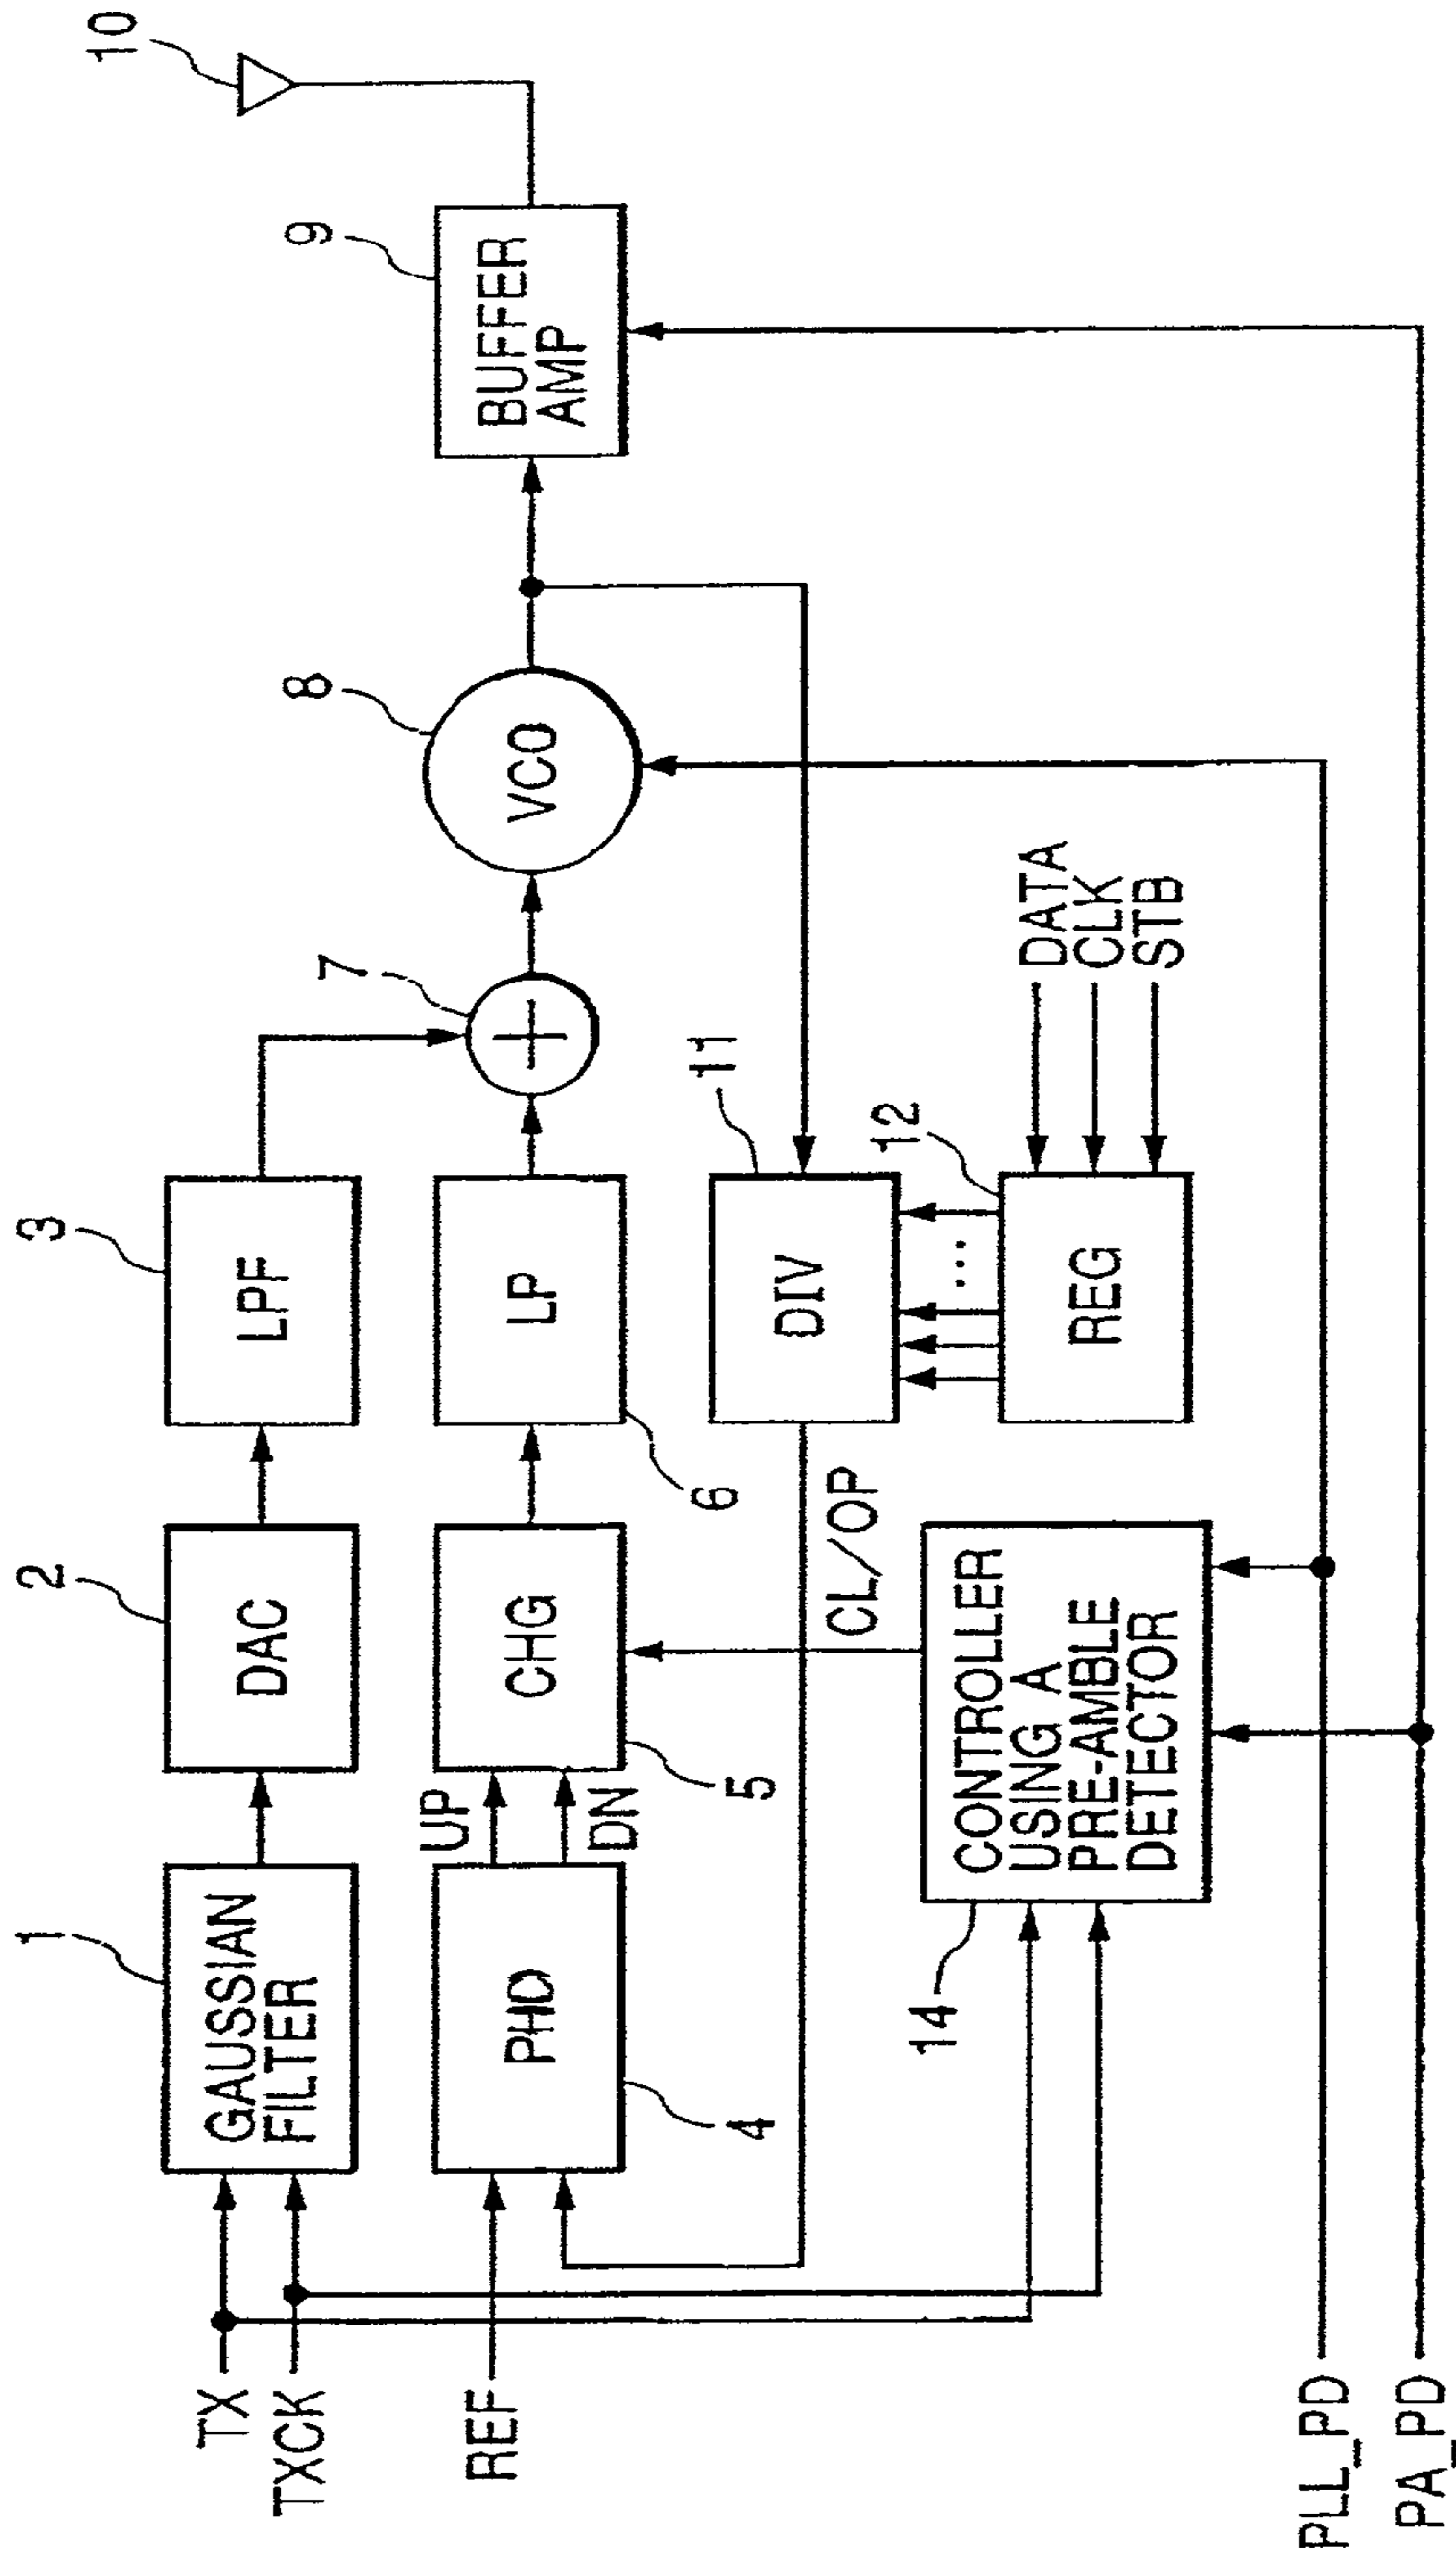 10
9
BUFFER
AMP
8
VCO
7
3
LPF
LP
6
11
DIV
12
REG
DATA
CLK
STB
2
DAC
CHG
5
CL/OP
1
GAUSSIAN
FILTER
UP
DN
PHD
4
CONTROLLER
USING A
PRE-AMBLE
DETECTOR
14
TX
TXCK
REF
PLL_PD
PA_PD